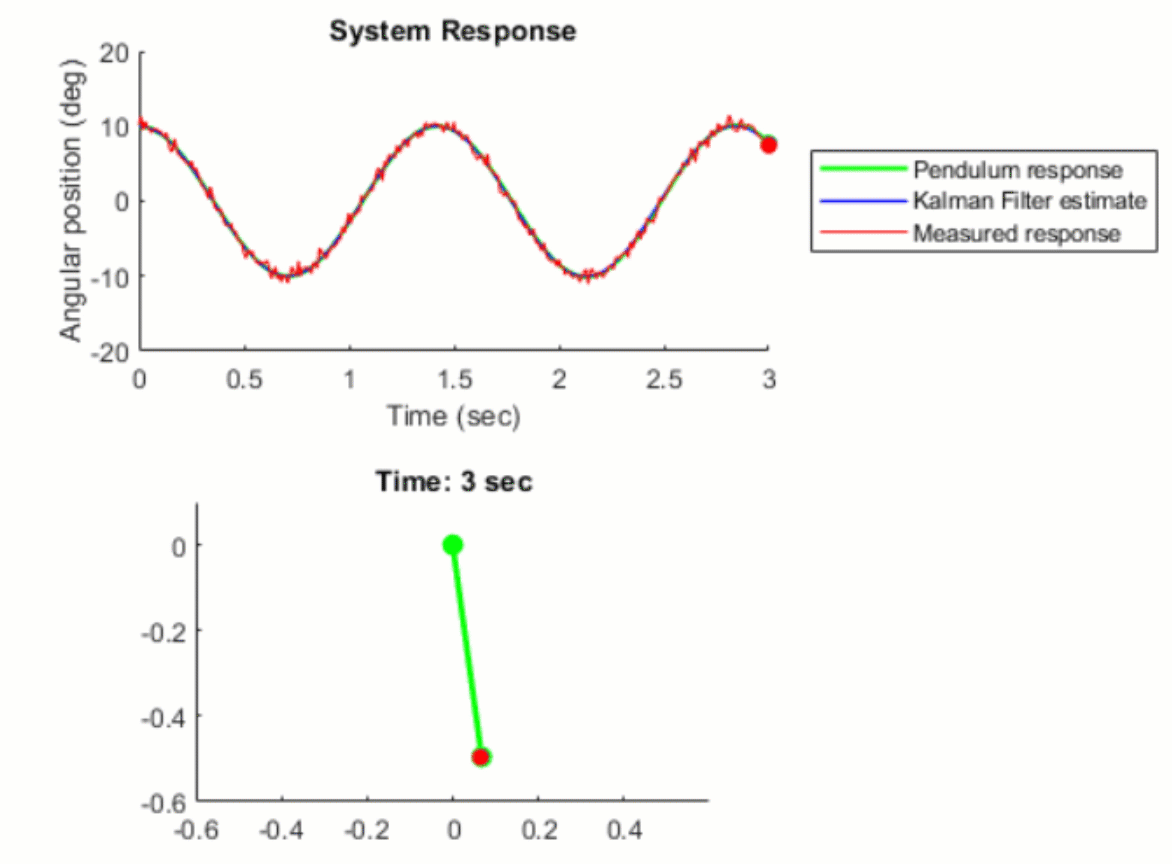 System Response
20
10
0
-10
-20
Angular position (deg)
0 0.5 1 1.5 2 2.5 3
Time (sec)
Pendulum response
Kalman Filter estimate
Measured response
Time: 3 sec
0
-0.2
-0.4
-0.6
-0.6 -0.4 -0.2 0 0.2 0.4